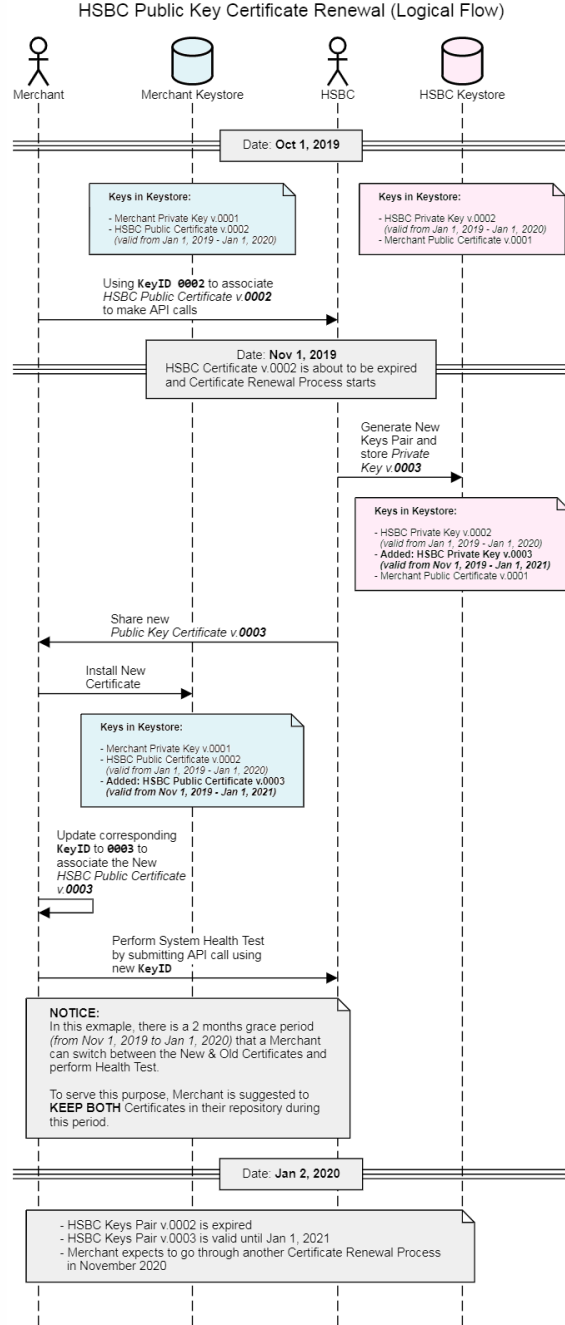 HSBC Public Key Certificate Renewal (Logical Flow)
Merchant
Merchant Keystore
HSBC
HSBC Keystore
Date: Oct 1, 2019
Keys in Keystore:
- Merchant Private Key v.0001
- HSBC Public Certificate v.0002
(valid from Jan 1, 2019 - Jan 1, 2020)
Keys in Keystore:
- HSBC Private Key v.0002
(valid from Jan 1, 2019 - Jan 1, 2020)
- Merchant Public Certificate v.0001
Using KeyID 0002 to associate
HSBC Public Certificate v.0002
to make API calls
Date: Nov 1, 2019
HSBC Certificate v.0002 is about to be expired
and Certificate Renewal Process starts
Generate New
Keys Pair and
store Private
Key v.0003
Keys in Keystore:
- HSBC Private Key v.0002
(valid from Jan 1, 2019 - Jan 1, 2020)
- Added: HSBC Private Key v.0003
(valid from Nov 1, 2019 - Jan 1, 2021)
- Merchant Public Certificate v.0001
Share new
Public Key Certificate v.0003
Install New
Certificate
Keys in Keystore:
- Merchant Private Key v.0001
- HSBC Public Certificate v.0002
(valid from Jan 1, 2019 - Jan 1, 2020)
- Added: HSBC Public Certificate v.0003
(valid from Nov 1, 2019 - Jan 1, 2021)
Update corresponding
KeyID to 0003 to
associate the New
HSBC Public Certificate
v.0003
Perform System Health Test
by submitting API call using
new KeyID
NOTICE:
In this exmaple, there is a 2 months grace period
(from Nov 1, 2019 to Jan 1, 2020) that a Merchant
can switch between the New & Old Certificates and
perform Health Test.
To serve this purpose, Merchant is suggested to
KEEP BOTH Certificates in their repository during
this period.
Date: Jan 2, 2020
- HSBC Keys Pair v.0002 is expired
- HSBC Keys Pair v.0003 is valid until Jan 1, 2021
- Merchant expects to go through another Certificate Renewal Process
in November 2020